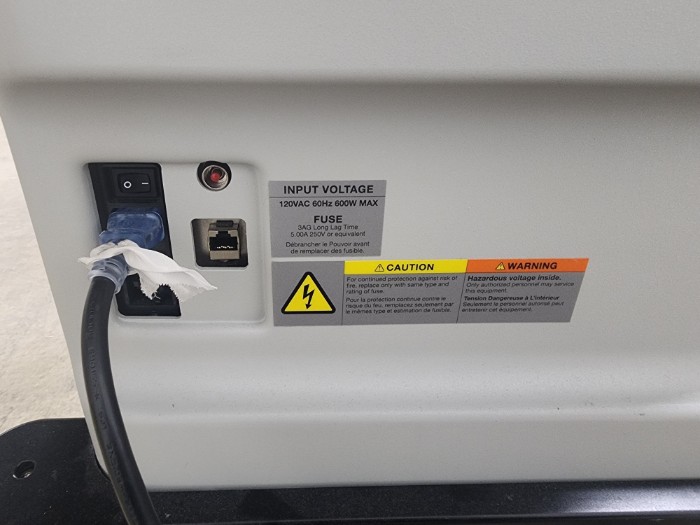 INPUT VOLTAGE
120VAC 60Hz 600W MAX
FUSE
3AG Long Lag Time
5.00A 250V or equivalent
Débrancher le Pouvoir avant
de remplacer des fusible.
CAUTION
For continued protection against risk of
fire, replace only with same type and
rating of fuse.
Pour la protection continue contre le
risque du feu, remplacez seulement par
le mêmes type et estimation de fusible.
WARNING
Hazardous voltage inside.
Only authorized personnel may service
this equipment.
Tension Dangereuse à L'intérieur
Seulement le personnel autorisé peut
entretenir cet équipement.